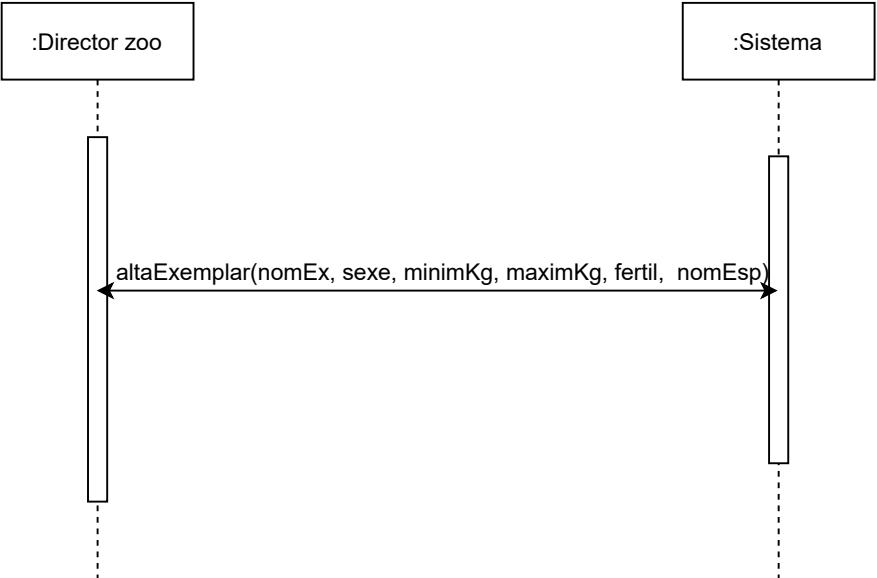 :Director zoo
:Sistema
altaExemplar(nomEx, sexe, minimKg, maximKg, fertil,  nomEsp)